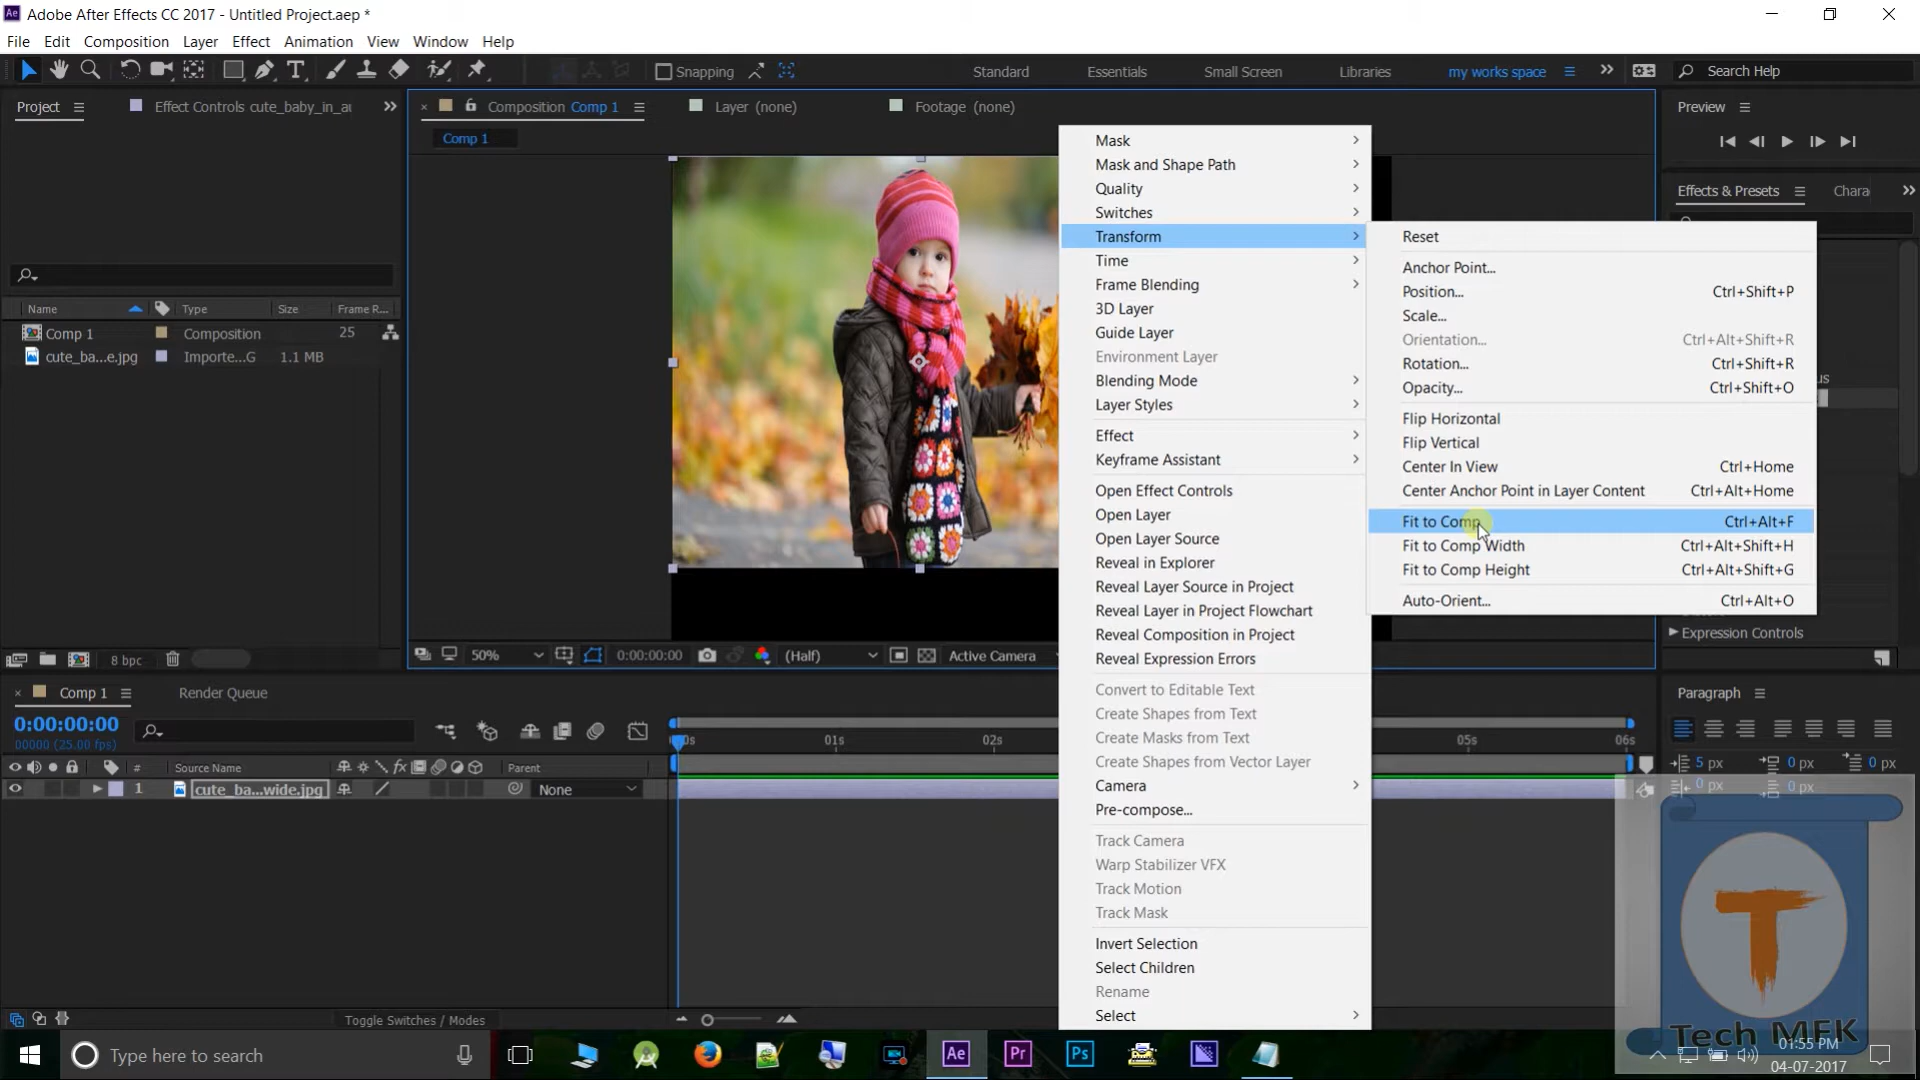 Ae Adobe After Effects CC 2017 - Untitled Project.aep *
File Edit Composition Layer Effect Animation View Window Help
Snapping
Standard Essentials Small Screen Libraries my works space
Search Help
Project Effect Controls cute_baby_in_au
Composition Comp 1 Layer (none) Footage (none)
Comp 1
Preview
Effects & Presets Chara
Name Type Size Frame R...
Comp 1 Composition 25
cute_ba...e.jpg Importe...G 1.1 MB
8 bpc
50% 0:00:00:00 (Half) Active Camera
Mask
Mask and Shape Path
Quality
Switches
Transform
Time
Frame Blending
3D Layer
Guide Layer
Environment Layer
Blending Mode
Layer Styles
Effect
Keyframe Assistant
Open Effect Controls
Open Layer
Open Layer Source
Reveal in Explorer
Reveal Layer Source in Project
Reveal Layer in Project Flowchart
Reveal Composition in Project
Reveal Expression Errors
Convert to Editable Text
Create Shapes from Text
Create Masks from Text
Create Shapes from Vector Layer
Camera
Pre-compose...
Track Camera
Warp Stabilizer VFX
Track Motion
Track Mask
Invert Selection
Select Children
Rename
Select
Reset
Anchor Point...
Position... Ctrl+Shift+P
Scale...
Orientation... Ctrl+Alt+Shift+R
Rotation... Ctrl+Shift+R
Opacity... Ctrl+Shift+O
Flip Horizontal
Flip Vertical
Center In View Ctrl+Home
Center Anchor Point in Layer Content Ctrl+Alt+Home
Fit to Comp Ctrl+Alt+F
Fit to Comp Width Ctrl+Alt+Shift+H
Fit to Comp Height Ctrl+Alt+Shift+G
Auto-Orient... Ctrl+Alt+O
us
Expression Controls
Comp 1 Render Queue
0:00:00:00
00000 (25.00 fps)
# Source Name fx Parent
1 cute_ba...wide.jpg None
0s 01s 02s 05s 06s
Toggle Switches / Modes
Paragraph
5 px 0 px 0 px
0 px 0 px
T
Tech MFK
Type here to search
Ae Pr Ps
01:55 PM
04-07-2017